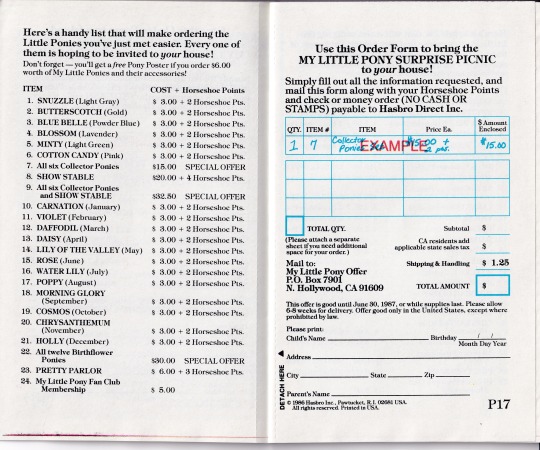 Here's a handy list that will make ordering the
Little Ponies you've just met easier. Every one of
them is hoping to be invited to your house!
Don't forget — you'll get a free Pony Poster if you order $6.00
worth of My Little Ponies and their accessories!
ITEM COST + Horseshoe Points
1. SNUZZLE (Light Gray) $ 3.00 + 2 Horseshoe Pts.
2. BUTTERSCOTCH (Gold) $ 3.00 + 2 Horseshoe Pts.
3. BLUE BELLE (Powder Blue) $ 3.00 + 2 Horseshoe Pts.
4. BLOSSOM (Lavender) $ 3.00 + 2 Horseshoe Pts.
5. MINTY (Light Green) $ 3.00 + 2 Horseshoe Pts.
6. COTTON CANDY (Pink) $ 3.00 + 2 Horseshoe Pts.
7. All six Collector Ponies $15.00 SPECIAL OFFER
8. SHOW STABLE $20.00 + 4 Horseshoe Pts.
9. All six Collector Ponies
and SHOW STABLE $32.50 SPECIAL OFFER
10. CARNATION (January) $ 3.00 + 2 Horseshoe Pts.
11. VIOLET (February) $ 3.00 + 2 Horseshoe Pts.
12. DAFFODIL (March) $ 3.00 + 2 Horseshoe Pts.
13. DAISY (April) $ 3.00 + 2 Horseshoe Pts.
14. LILY OF THE VALLEY (May) $ 3.00 + 2 Horseshoe Pts.
15. ROSE (June) $ 3.00 + 2 Horseshoe Pts.
16. WATER LILY (July) $ 3.00 + 2 Horseshoe Pts.
17. POPPY (August) $ 3.00 + 2 Horseshoe Pts.
18. MORNING GLORY
(September) $ 3.00 + 2 Horseshoe Pts.
19. COSMOS (October) $ 3.00 + 2 Horseshoe Pts.
20. CHRYSANTHEMUM
(November) $ 3.00 + 2 Horseshoe Pts.
21. HOLLY (December) $ 3.00 + 2 Horseshoe Pts.
22. All twelve Birthflower
Ponies $30.00 SPECIAL OFFER
23. PRETTY PARLOR $ 6.00 + 3 Horseshoe Pts.
24. My Little Pony Fan Club
Membership $ 5.00
Use this Order Form to bring the
MY LITTLE PONY SURPRISE PICNIC
to your house!
Simply fill out all the information requested, and
mail this form along with your Horseshoe Points
and check or money order (NO CASH OR
STAMPS) payable to Hasbro Direct Inc.
QTY. ITEM # ITEM Price Ea. $ Amount
Enclosed
1 7 Collector
Ponies $15.00 + 2 pts. $15.00
EXAMPLE
TOTAL QTY. Subtotal $
(Please attach a separate
sheet if you need additional
space for your order.)
CA residents add
applicable state sales tax $
Mail to: Shipping & Handling $ 1.25
My Little Pony Offer
P.O. Box 7901
N. Hollywood, CA 91609
TOTAL AMOUNT $
This offer is good until June 30, 1987, or while supplies last. Please allow
6-8 weeks for delivery. Offer good only in the United States, except where
prohibited by law.
Please print:
Child's Name Birthday / /
Month Day Year
Address
City State Zip
Parent's Name
DETACH HERE
© 1986 Hasbro Inc., Pawtucket, R.I. 02861 USA.
All rights reserved. Printed in USA.
P17